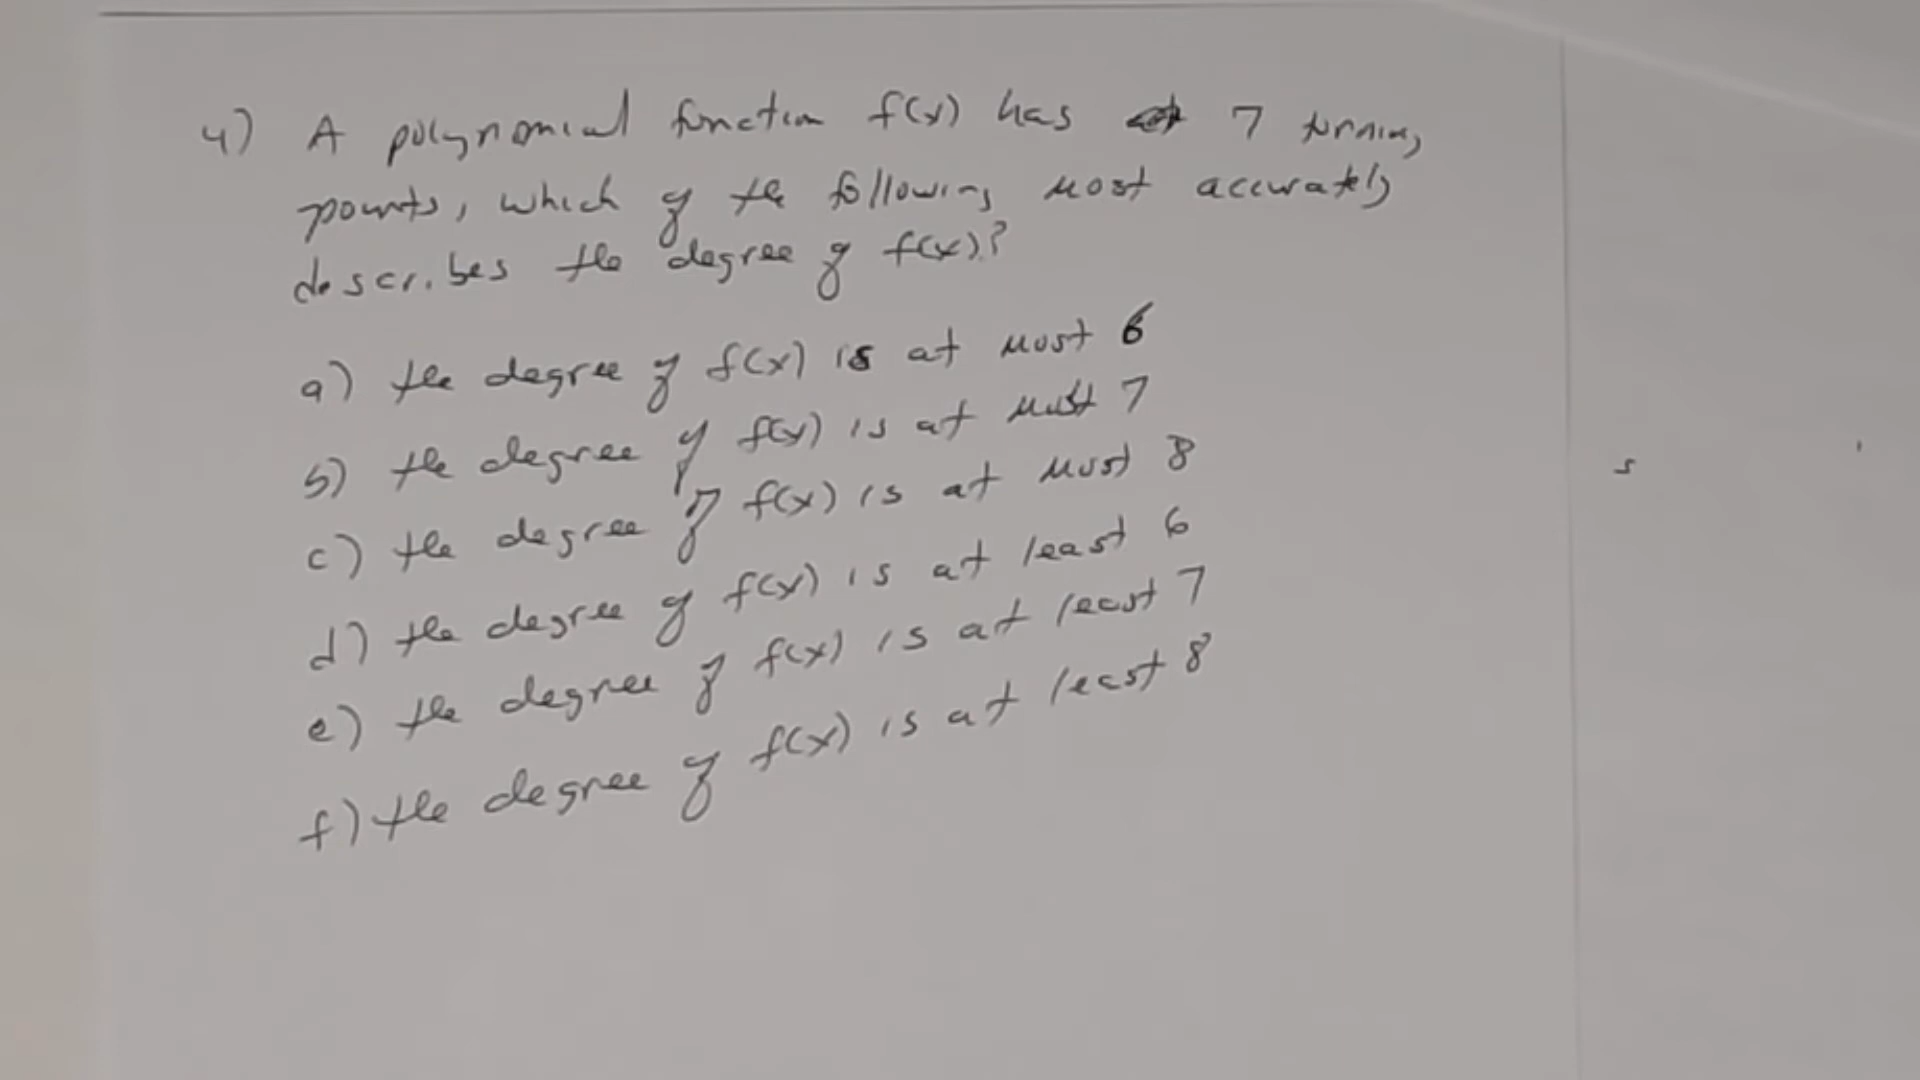 4) A polynomial function f(x) has 7 turning
points, which of the following most accurately
describes the degree of f(x)?
a) the degree of f(x) is at most 6
b) the degree of f(x) is at most 7
c) the degree of f(x) is at most 8
d) the degree of f(x) is at least 6
e) the degree of f(x) is at least 7
f) the degree of f(x) is at least 8
s